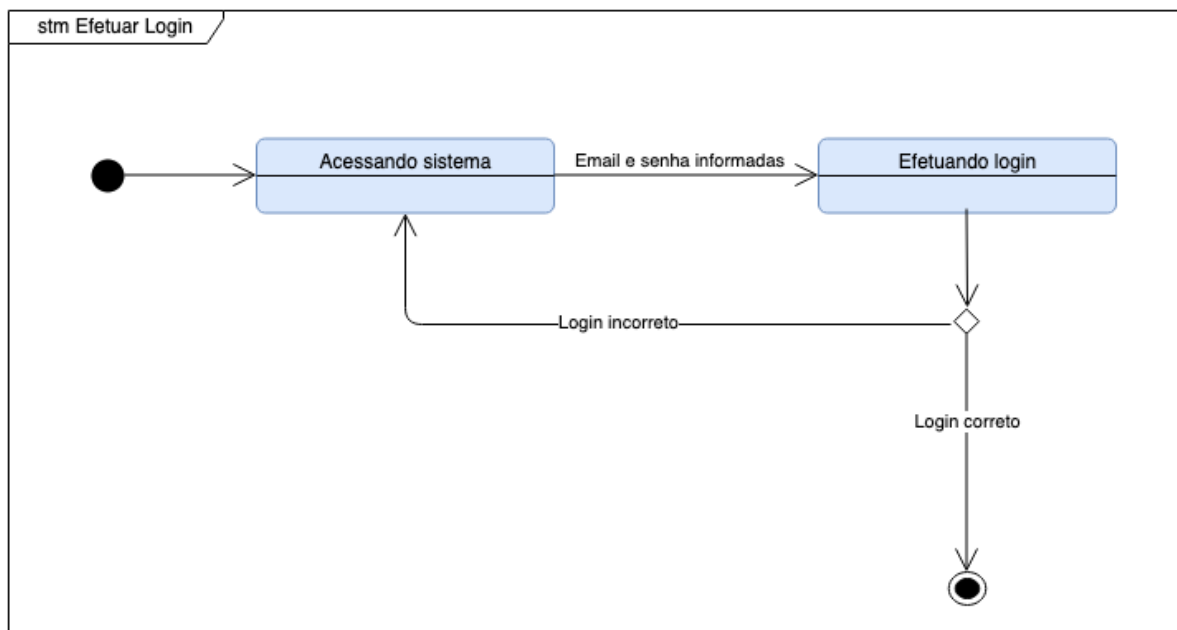 stm Efetuar Login
Acessando sistema
Email e senha informadas
Efetuando login
Login incorreto
Login correto